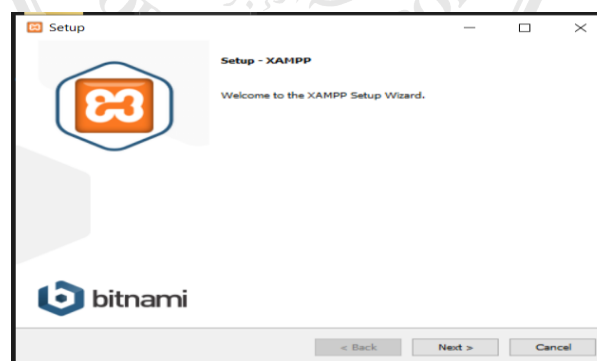 Setup
Setup - XAMPP
Welcome to the XAMPP Setup Wizard.
bitnami
< Back
Next >
Cancel